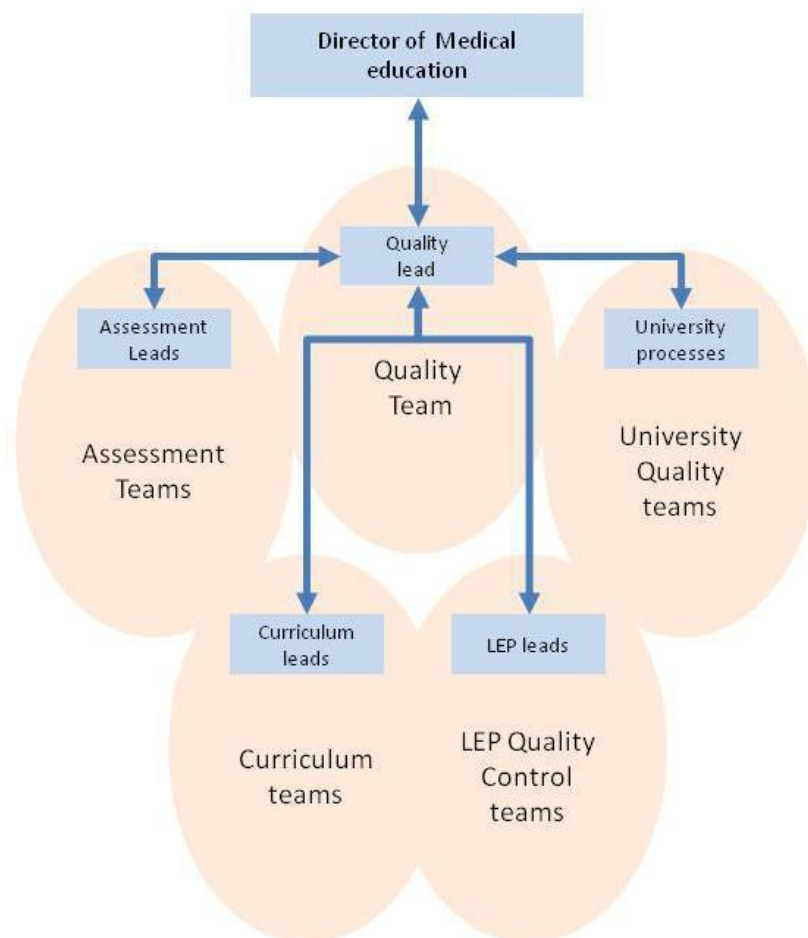 Director of Medical
education
Quality
lead
Assessment
Leads
University
processes
Quality
Team
Assessment
Teams
University
Quality
teams
Curriculum
leads
LEP leads
Curriculum
teams
LEP Quality
Control
teams